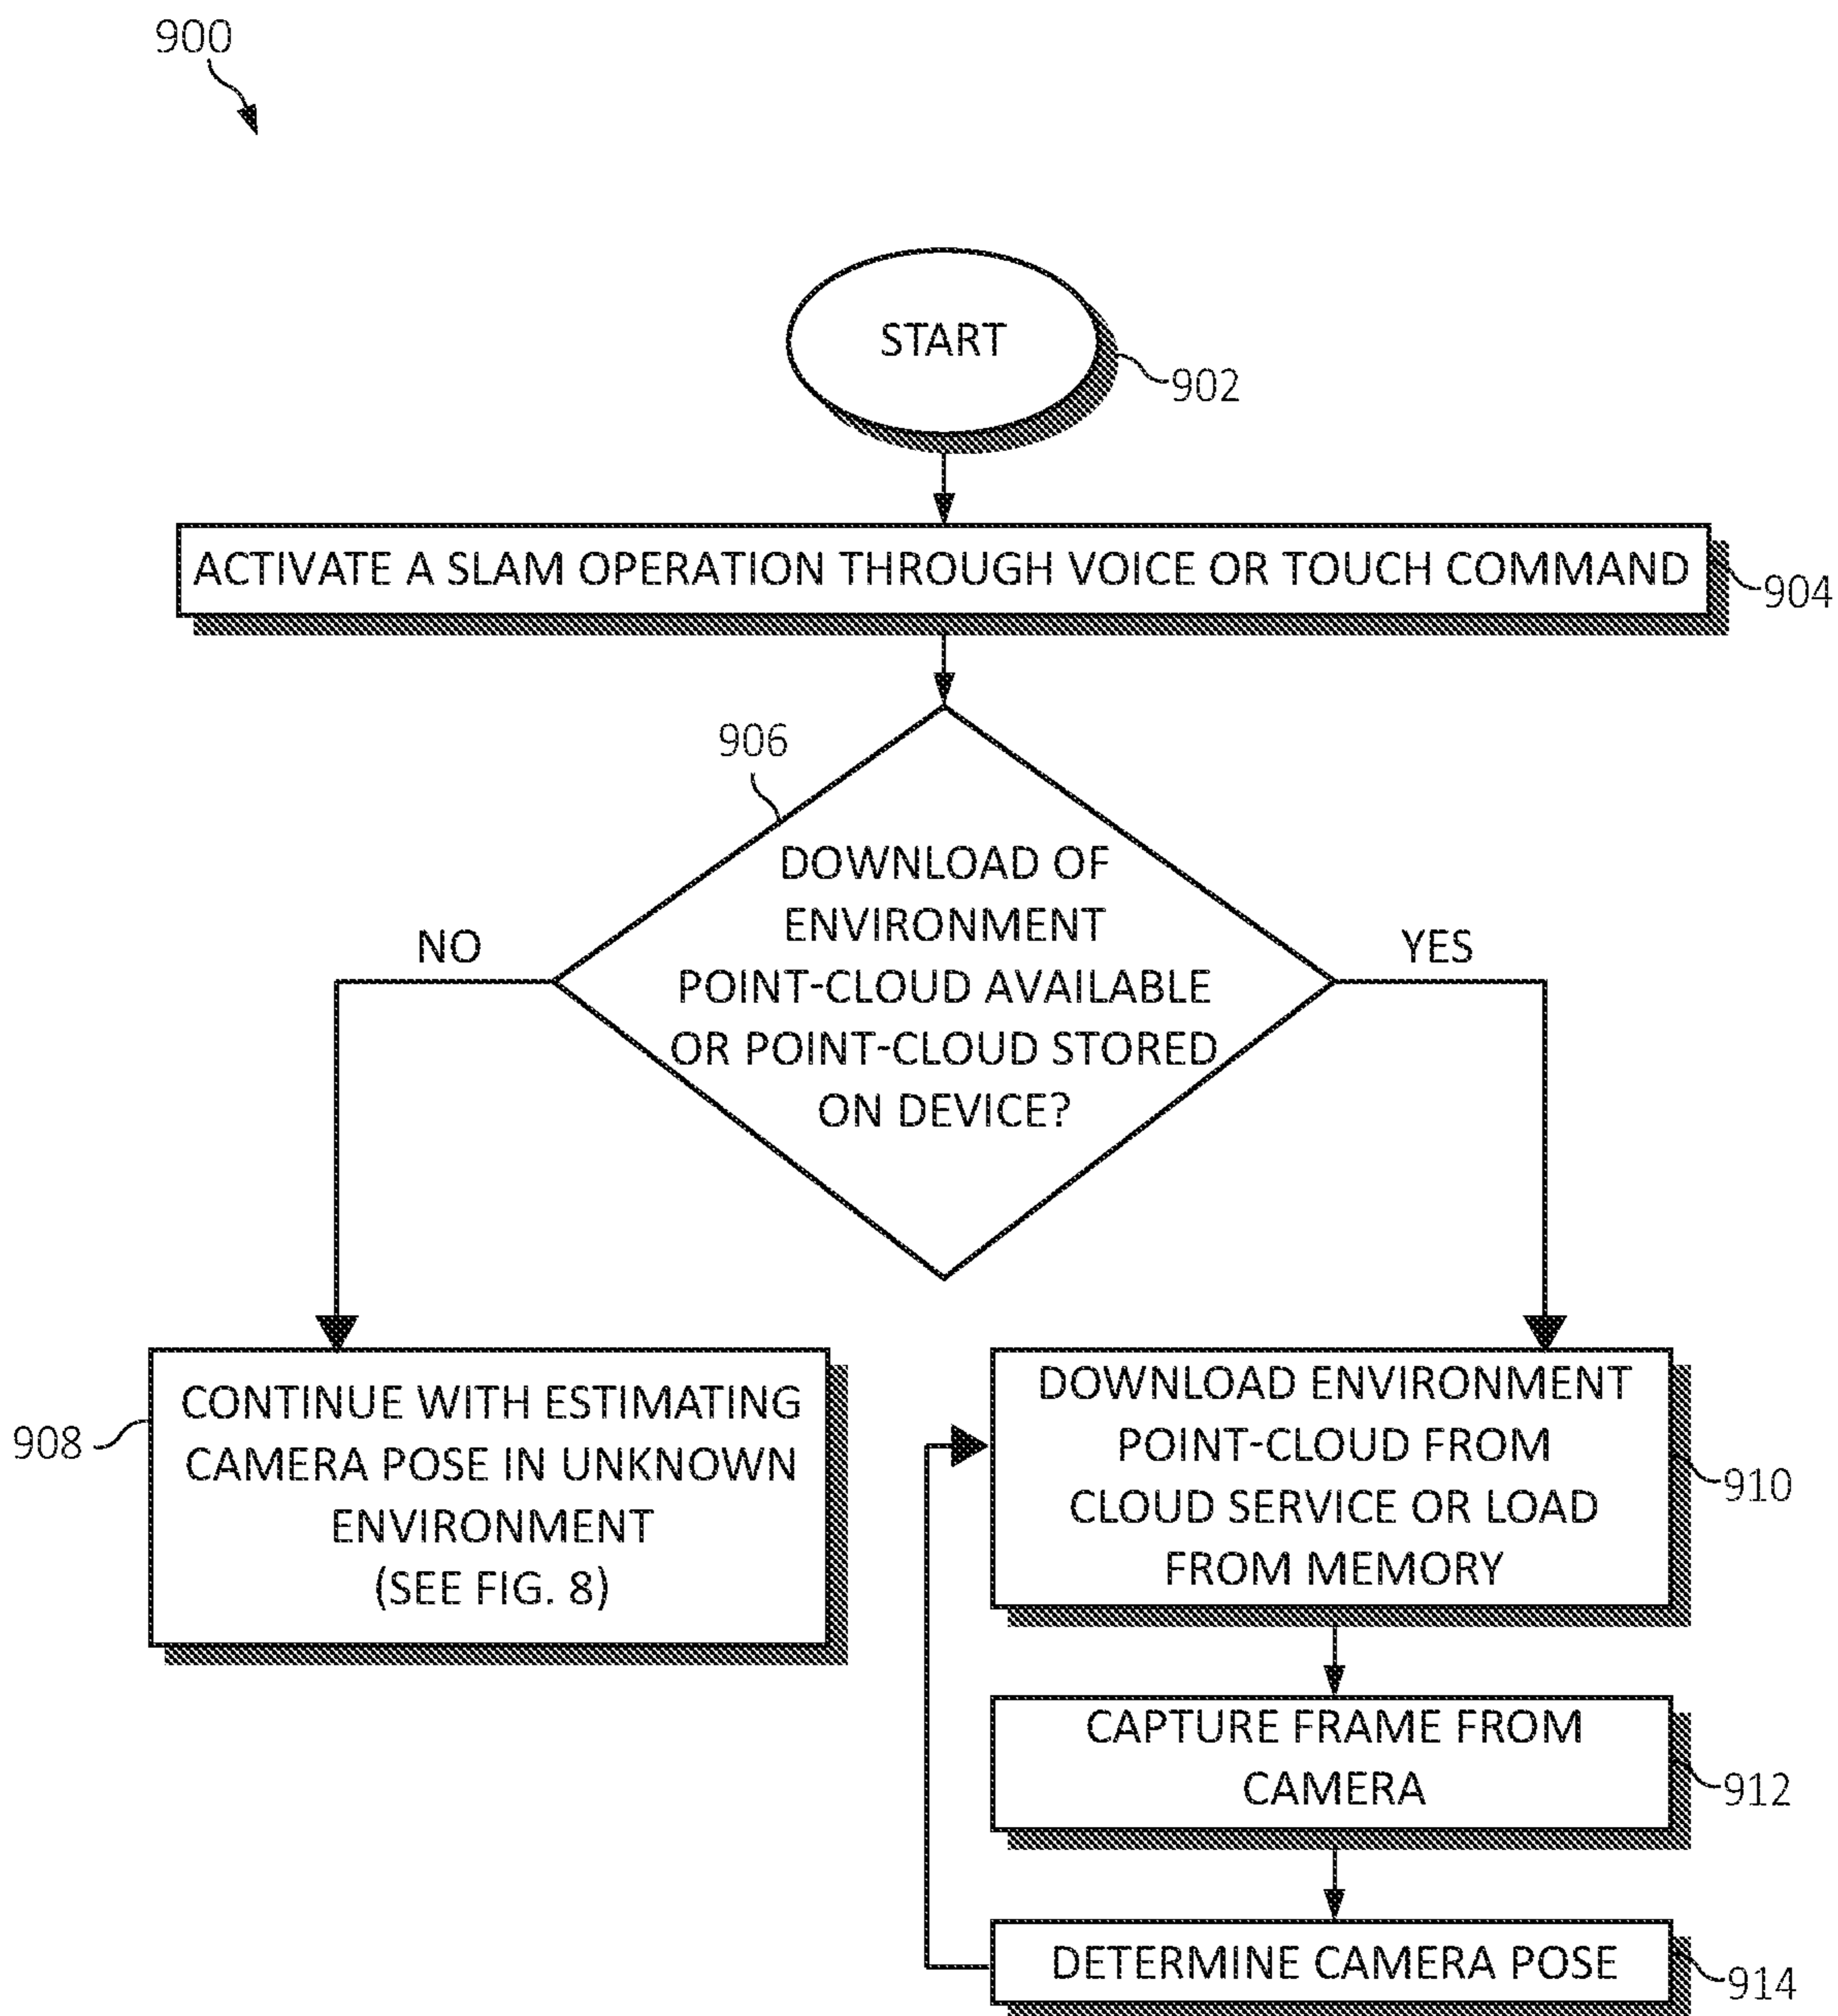 900
START
902
ACTIVATE A SLAM OPERATION THROUGH VOICE OR TOUCH COMMAND
904
906
DOWNLOAD OF
ENVIRONMENT
POINT-CLOUD AVAILABLE
OR POINT-CLOUD STORED
ON DEVICE?
NO
YES
CONTINUE WITH ESTIMATING
CAMERA POSE IN UNKNOWN
ENVIRONMENT
(SEE FIG. 8)
908
DOWNLOAD ENVIRONMENT
POINT-CLOUD FROM
CLOUD SERVICE OR LOAD
FROM MEMORY
910
CAPTURE FRAME FROM
CAMERA
912
DETERMINE CAMERA POSE
914